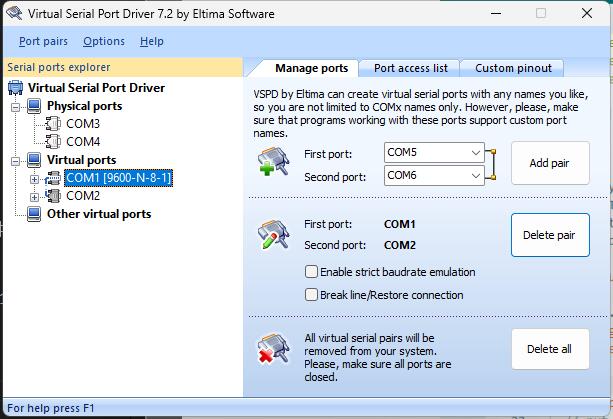 Virtual Serial Port Driver 7.2 by Eltima Software
Port pairs Options Help
Serial ports explorer
Virtual Serial Port Driver
Physical ports
COM3
COM4
Virtual ports
COM1 [9600-N-8-1]
COM2
Other virtual ports
Manage ports Port access list Custom pinout
VSPD by Eltima can create virtual serial ports with any names you like,
so you are not limited to COMx names only. However, please, make
sure that programs working with these ports support custom port
names.
First port: COM5
Second port: COM6
Add pair
First port: COM1
Second port: COM2
Delete pair
Enable strict baudrate emulation
Break line/Restore connection
All virtual serial pairs will be
removed from your system.
Please, make sure all ports are
closed.
Delete all
For help press F1